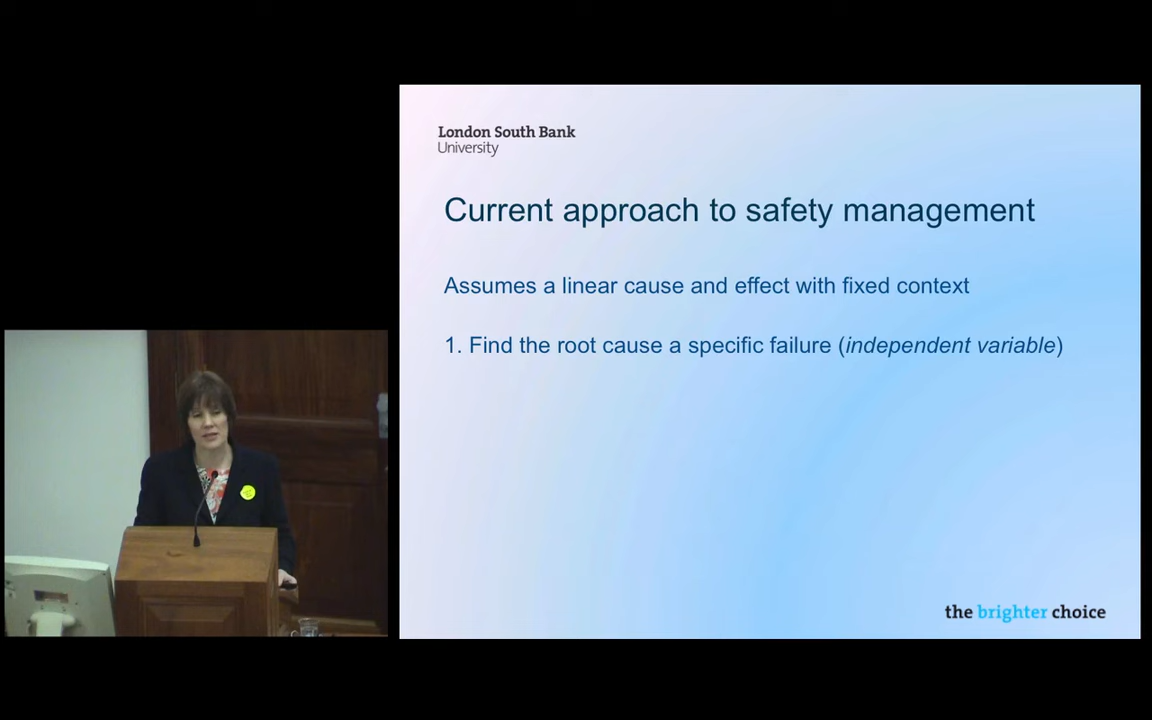 London South Bank
University
Current approach to safety management
Assumes a linear cause and effect with fixed context
1. Find the root cause a specific failure (independent variable)
the brighter choice